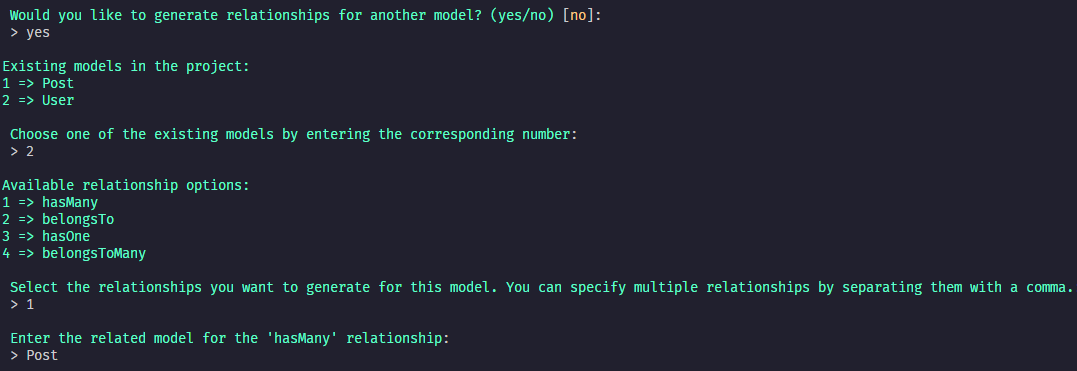 Would you like to generate relationships for another model? (yes/no) [no]:
> yes
Existing models in the project:
1 => Post
2 => User
Choose one of the existing models by entering the corresponding number:
> 2
Available relationship options:
1 => hasMany
2 => belongsTo
3 => hasOne
4 => belongsToMany
Select the relationships you want to generate for this model. You can specify multiple relationships by separating them with a comma.
> 1
Enter the related model for the 'hasMany' relationship:
> Post